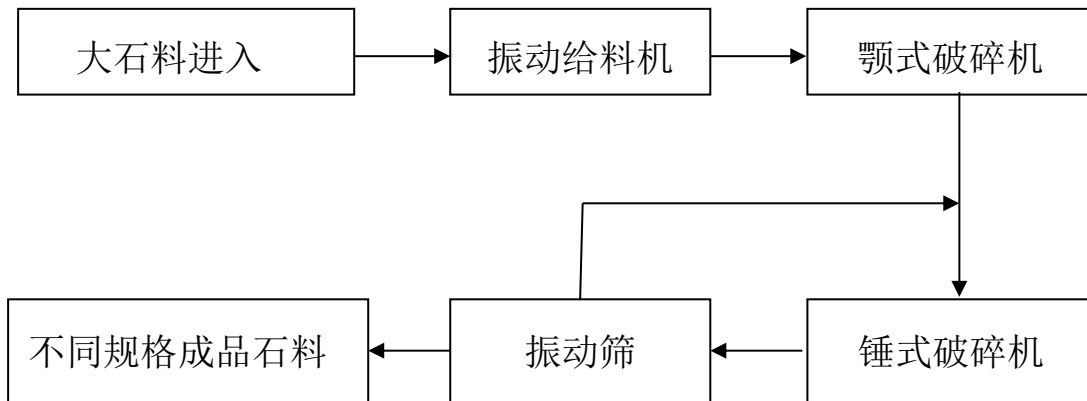 大石料进入
振动给料机
颚式破碎机
不同规格成品石料
振动筛
锤式破碎机